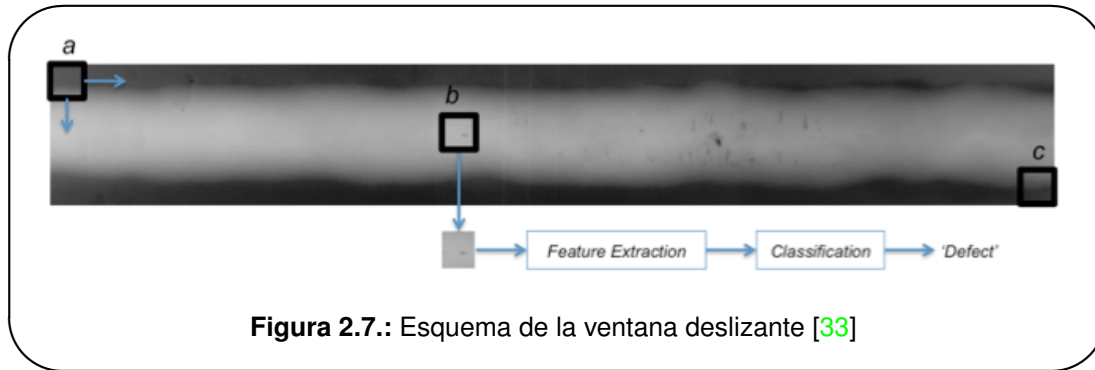 a
b
c
Feature Extraction
Classification
'Defect'
Figura 2.7.: Esquema de la ventana deslizante [33]